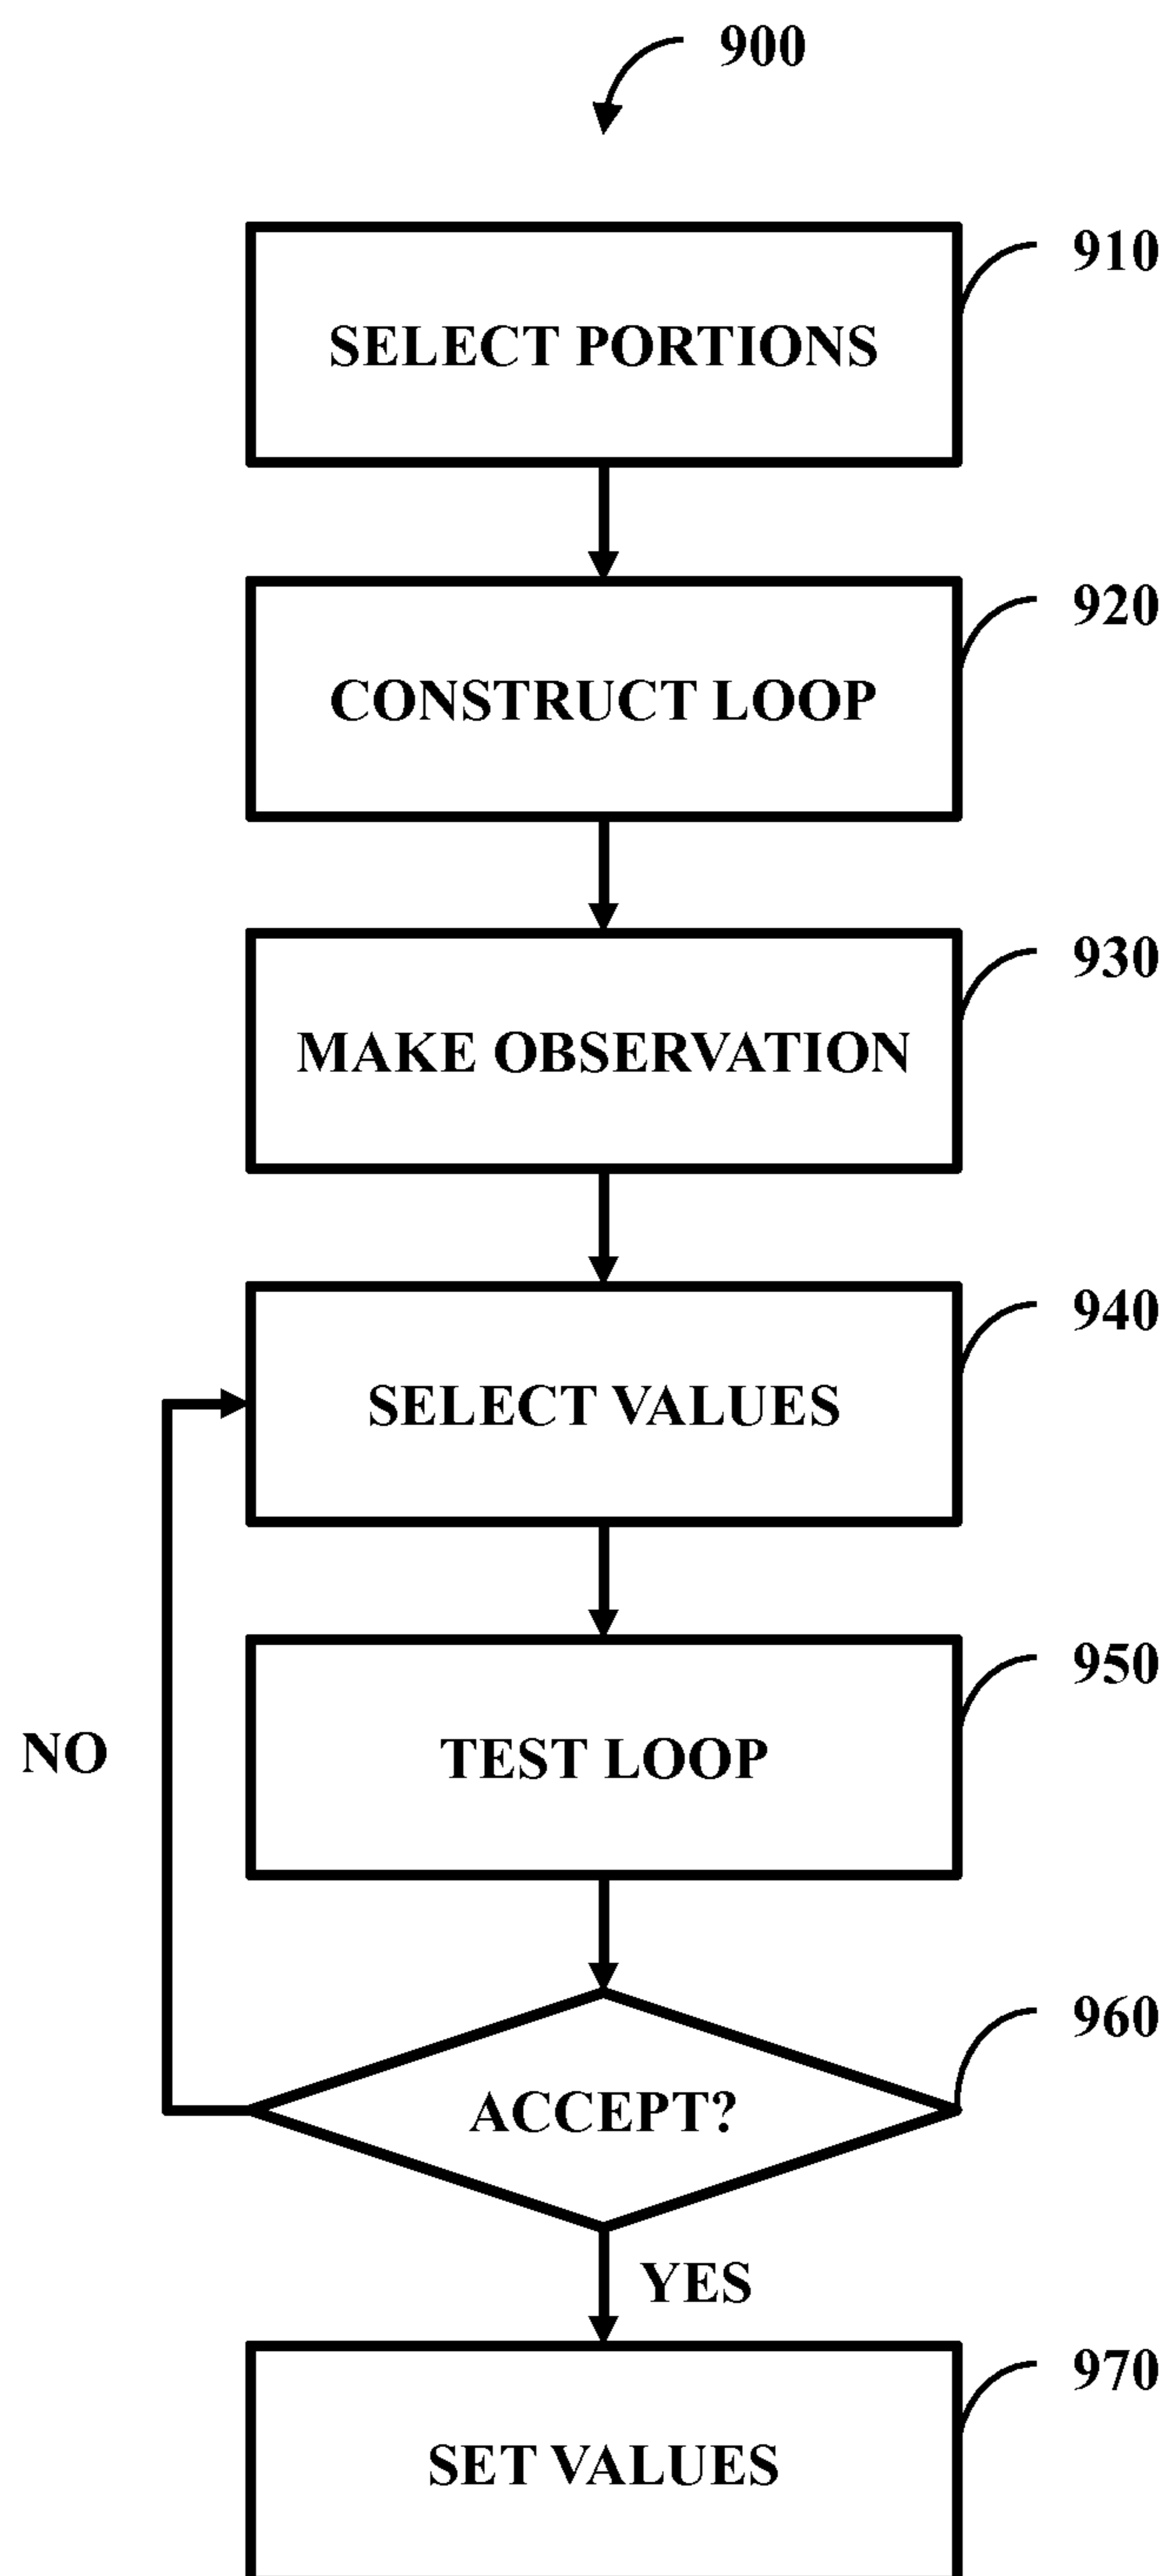 900
910
SELECT PORTIONS
920
CONSTRUCT LOOP
930
MAKE OBSERVATION
940
SELECT VALUES
950
NO
TEST LOOP
960
ACCEPT?
YES
970
SET VALUES